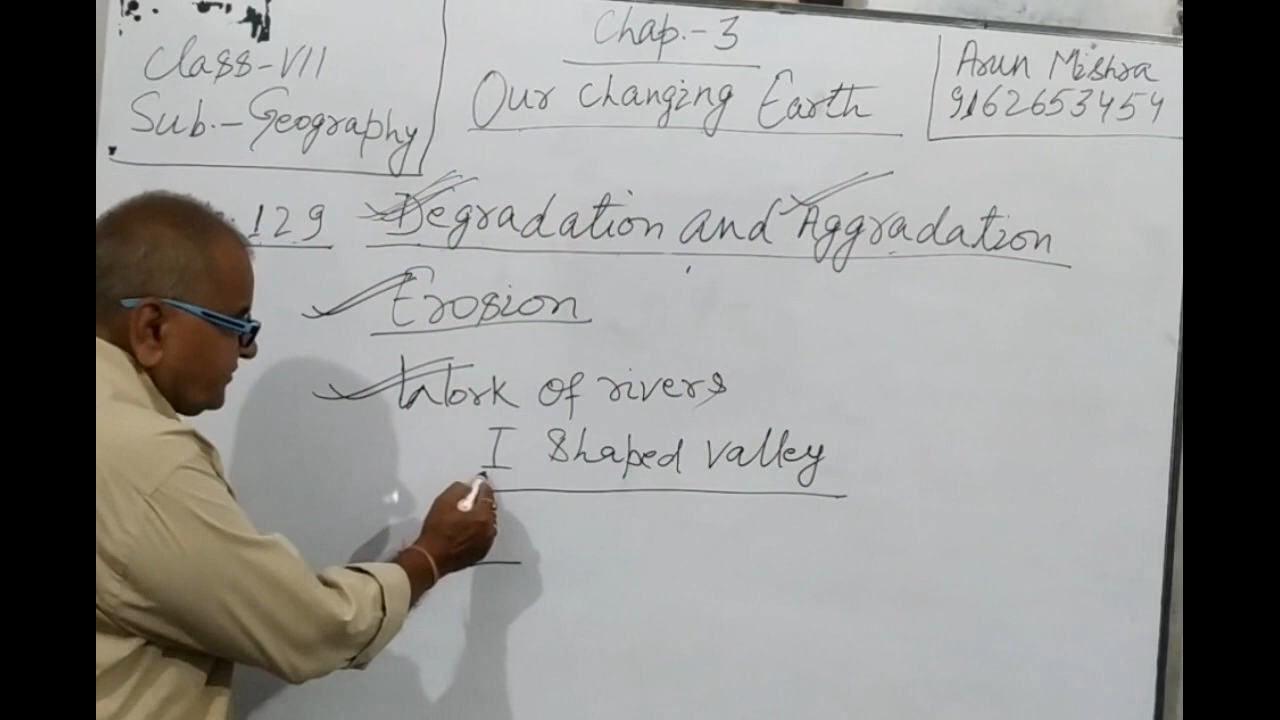 Class-VII
Sub.-Geography
Chap.-3
Our changing Earth
Arun Mishra
9162653454
129 Degradation and Aggradation
Erosion
Work of rivers
I Shaped valley